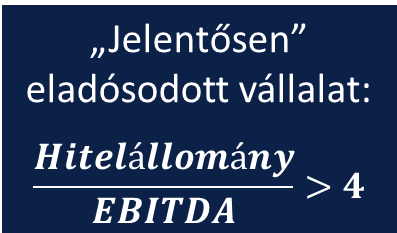 „Jelentősen”
eladósodott vállalat:
Hitelállomány
EBITDA
> 4